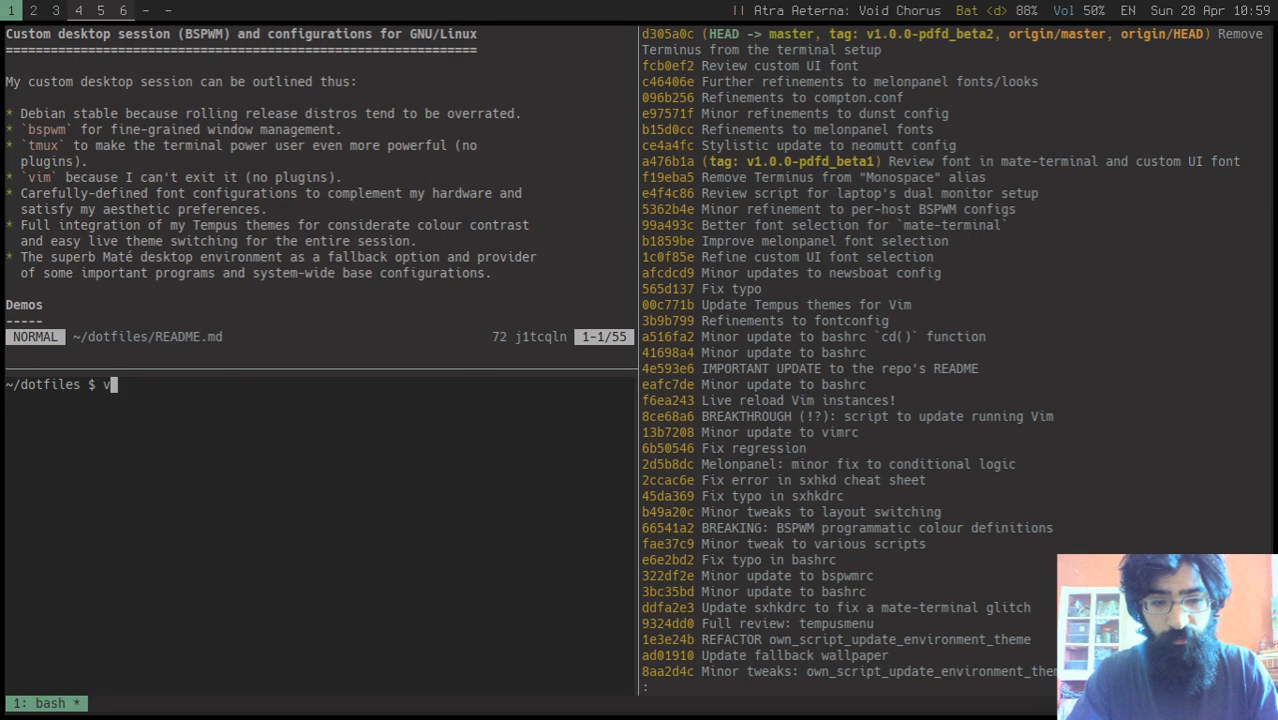 1 2 3 4 5 6 - - || Atra Aeterna: Void Chorus Bat <d> 88% Vol 50% EN Sun 28 Apr 10:59
Custom desktop session (BSPWM) and configurations for GNU/Linux
=============================================================
My custom desktop session can be outlined thus:
* Debian stable because rolling release distros tend to be overrated.
* `bspwm` for fine-grained window management.
* `tmux` to make the terminal power user even more powerful (no
plugins).
* `vim` because I can't exit it (no plugins).
* Carefully-defined font configurations to complement my hardware and
satisfy my aesthetic preferences.
* Full integration of my Tempus themes for considerate colour contrast
and easy live theme switching for the entire session.
* The superb Maté desktop environment as a fallback option and provider
of some important programs and system-wide base configurations.
Demos
-----
NORMAL ~/dotfiles/README.md 72 j1tcqln 1-1/55
~/dotfiles $ v
d305a0c (HEAD -> master, tag: v1.0.0-pdfd_beta2, origin/master, origin/HEAD) Remove
Terminus from the terminal setup
fcb0ef2 Review custom UI font
c46406e Further refinements to melonpanel fonts/looks
096b256 Refinements to compton.conf
e97571f Minor refinements to dunst config
b15d0cc Refinements to melonpanel fonts
ce4a4fc Stylistic update to neomutt config
a476b1a (tag: v1.0.0-pdfd_beta1) Review font in mate-terminal and custom UI font
f19eba5 Remove Terminus from "Monospace" alias
e4f4c86 Review script for laptop's dual monitor setup
5362b4e Minor refinement to per-host BSPWM configs
99a493c Better font selection for `mate-terminal`
b1859be Improve melonpanel font selection
1c0f85e Refine custom UI font selection
afcdcd9 Minor updates to newsboat config
565d137 Fix typo
00c771b Update Tempus themes for Vim
3b9b799 Refinements to fontconfig
a516fa2 Minor update to bashrc `cd()` function
41698a4 Minor update to bashrc
4e593e6 IMPORTANT UPDATE to the repo's README
eafc7de Minor update to bashrc
f6ea243 Live reload Vim instances!
8ce68a6 BREAKTHROUGH (!?): script to update running Vim
13b7208 Minor update to vimrc
6b50546 Fix regression
2d5b8dc Melonpanel: minor fix to conditional logic
2ccac6e Fix error in sxhkd cheat sheet
45da369 Fix typo in sxhkdrc
b49a20c Minor tweaks to layout switching
66541a2 BREAKING: BSPWM programmatic colour definitions
fae37c9 Minor tweak to various scripts
e6e2bd2 Fix typo in bashrc
322df2e Minor update to bspwmrc
3bc35bd Minor update to bashrc
ddfa2e3 Update sxhkdrc to fix a mate-terminal glitch
9324dd0 Full review: tempusmenu
1e3e24b REFACTOR own_script_update_environment_theme
ad01910 Update fallback wallpaper
8aa2d4c Minor tweaks: own_script_update_environment_the
:
1: bash *